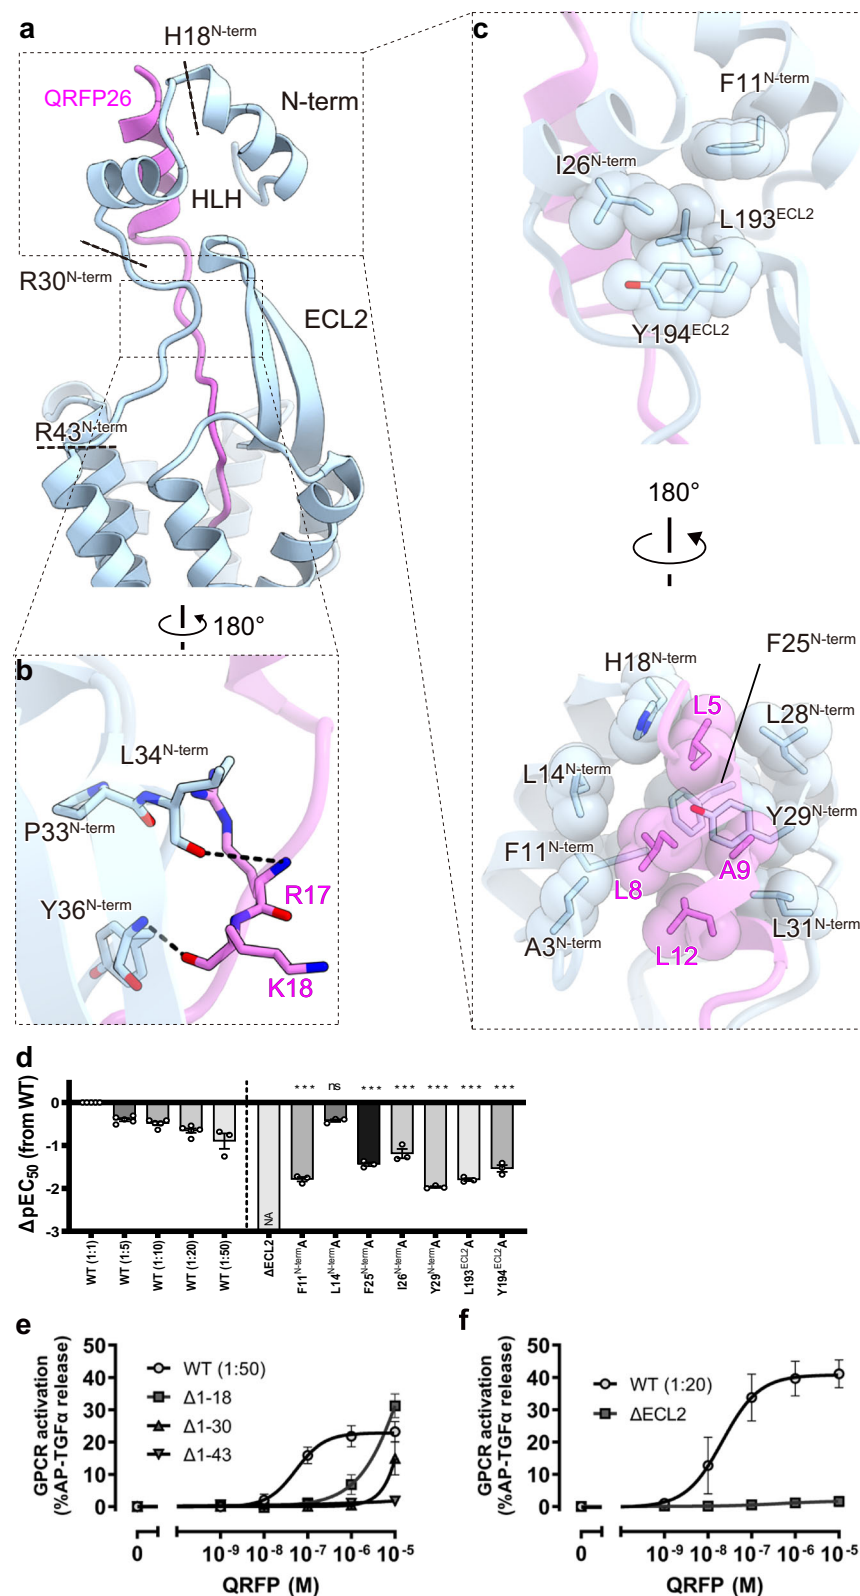 a
H18N-term
QRFP26
N-term
HLH
R30N-term
ECL2
R43N-term
180°
b
L34N-term
P33N-term
Y36N-term
R17
K18
c
F11N-term
I26N-term
L193ECL2
Y194ECL2
180°
F25N-term
H18N-term
L5
L28N-term
L14N-term
Y29N-term
F11N-term
L8
A9
A3N-term
L31N-term
L12
d
ΔpEC50 (from WT)
0
-1
-2
-3
*** ns *** *** *** *** ***
NA
WT (1:1)
WT (1:5)
WT (1:10)
WT (1:20)
WT (1:50)
ΔECL2
F11N-termA
L14N-termA
F25N-termA
I26N-termA
Y29N-termA
L193ECL2A
Y194ECL2A
e
GPCR activation
(%AP-TGFα release)
50
40
30
20
10
0
WT (1:50)
Δ1-18
Δ1-30
Δ1-43
0 10-9 10-8 10-7 10-6 10-5
QRFP (M)
f
GPCR activation
(%AP-TGFα release)
50
40
30
20
10
0
WT (1:20)
ΔECL2
0 10-9 10-8 10-7 10-6 10-5
QRFP (M)